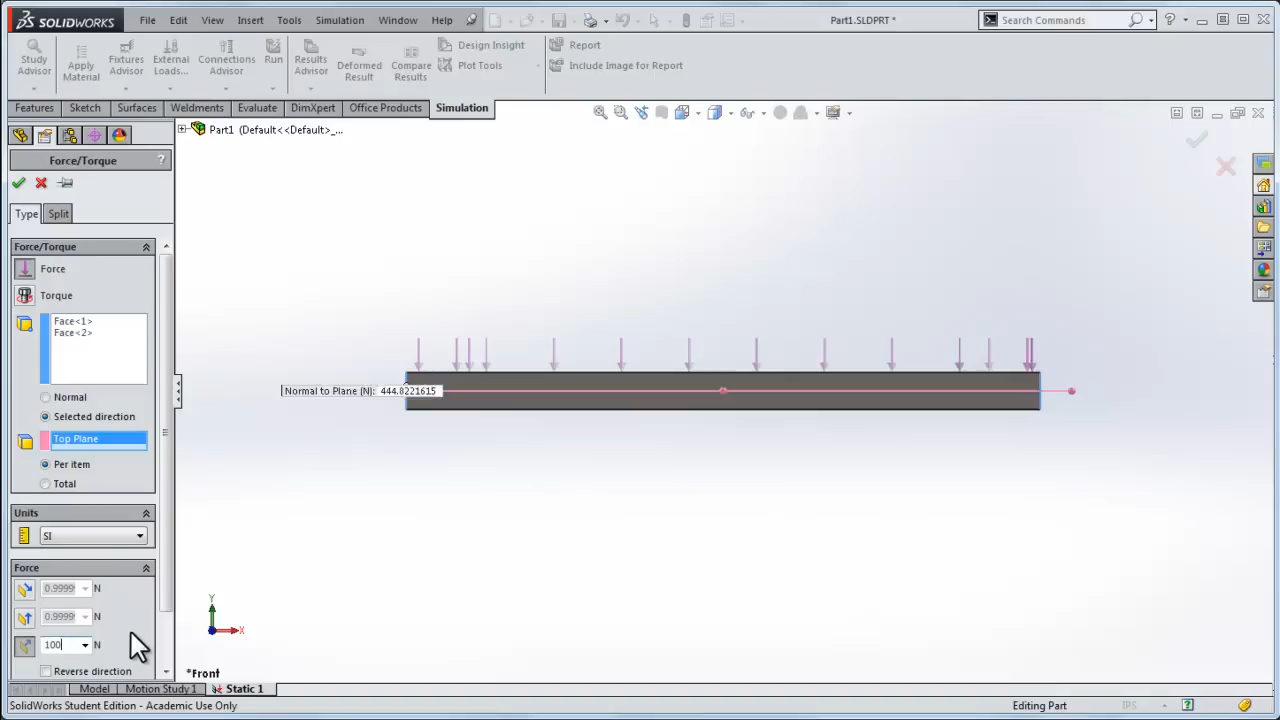 SOLIDWORKS File Edit View Insert Tools Simulation Window Help Part1.SLDPRT * Search Commands ?
Study Advisor
Apply Material
Fixtures Advisor
External Loads...
Connections Advisor
Run
Results Advisor
Deformed Result
Compare Results
Design Insight
Plot Tools
Report
Include Image for Report
Features Sketch Surfaces Weldments Evaluate DimXpert Office Products Simulation
Part1 (Default<<Default>_...
Force/Torque ?
Type Split
Force/Torque
Force
Torque
Face<1>
Face<2>
Normal
Selected direction
Top Plane
Per item
Total
Units
SI
Force
0.9999 N
0.9999 N
100 N
Reverse direction
Normal to Plane (N): 444.8221615
Y
X
*Front
Model Motion Study 1 Static 1
SolidWorks Student Edition - Academic Use Only Editing Part IPS ?